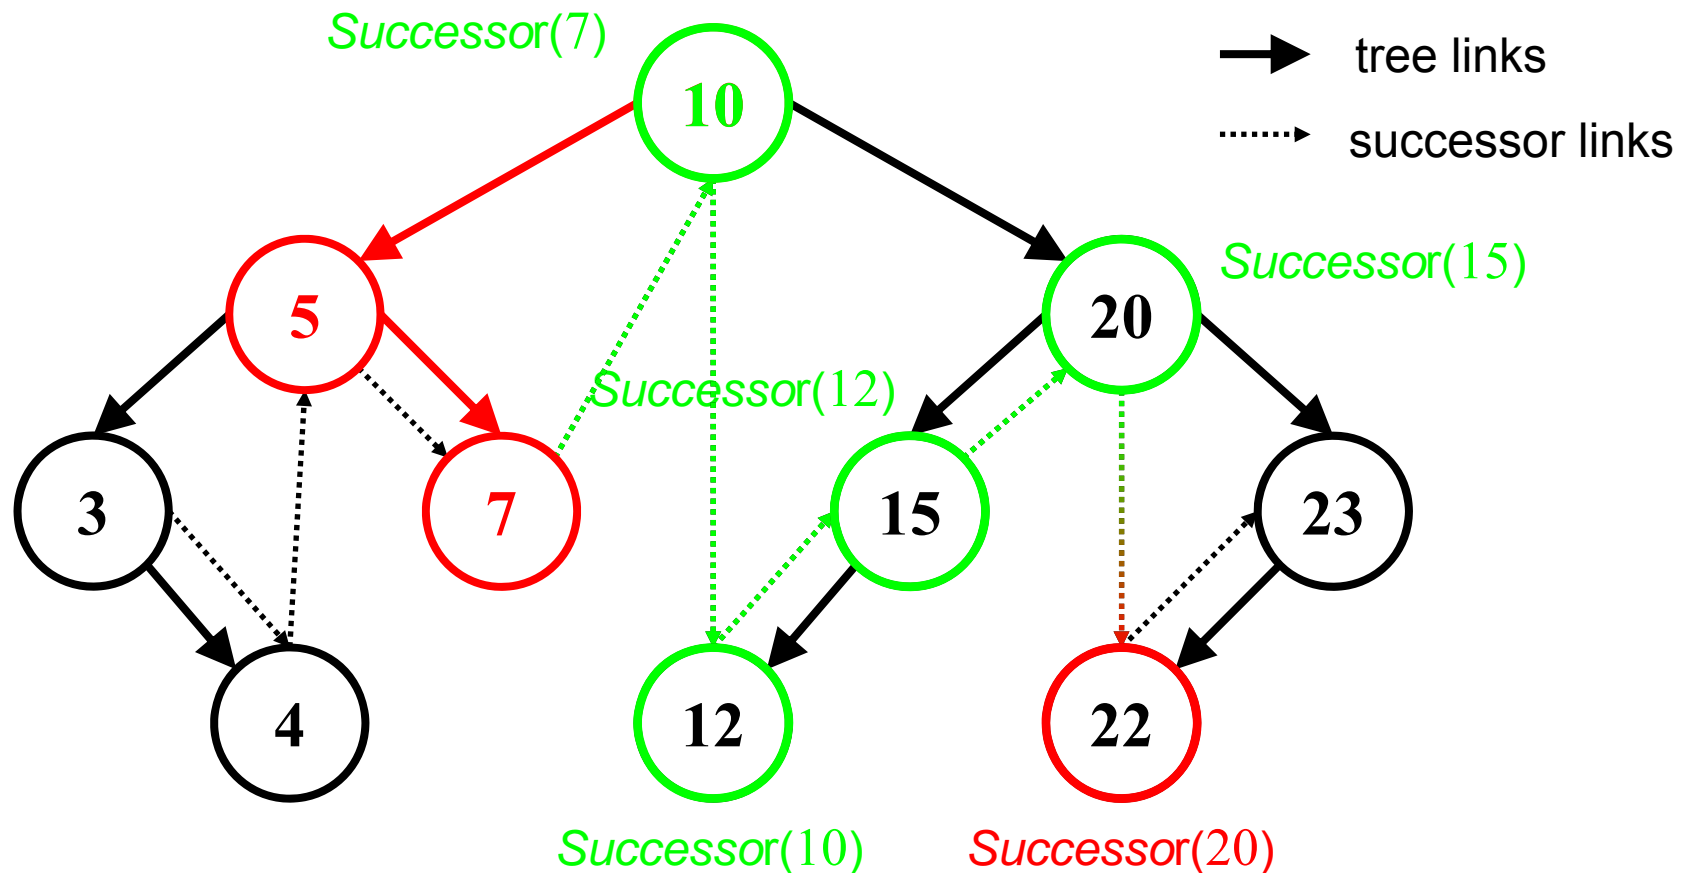 Successor(7)
10
tree links
successor links
5
20
Successor(15)
Successor(12)
3
7
15
23
4
12
22
Successor(10)
Successor(20)